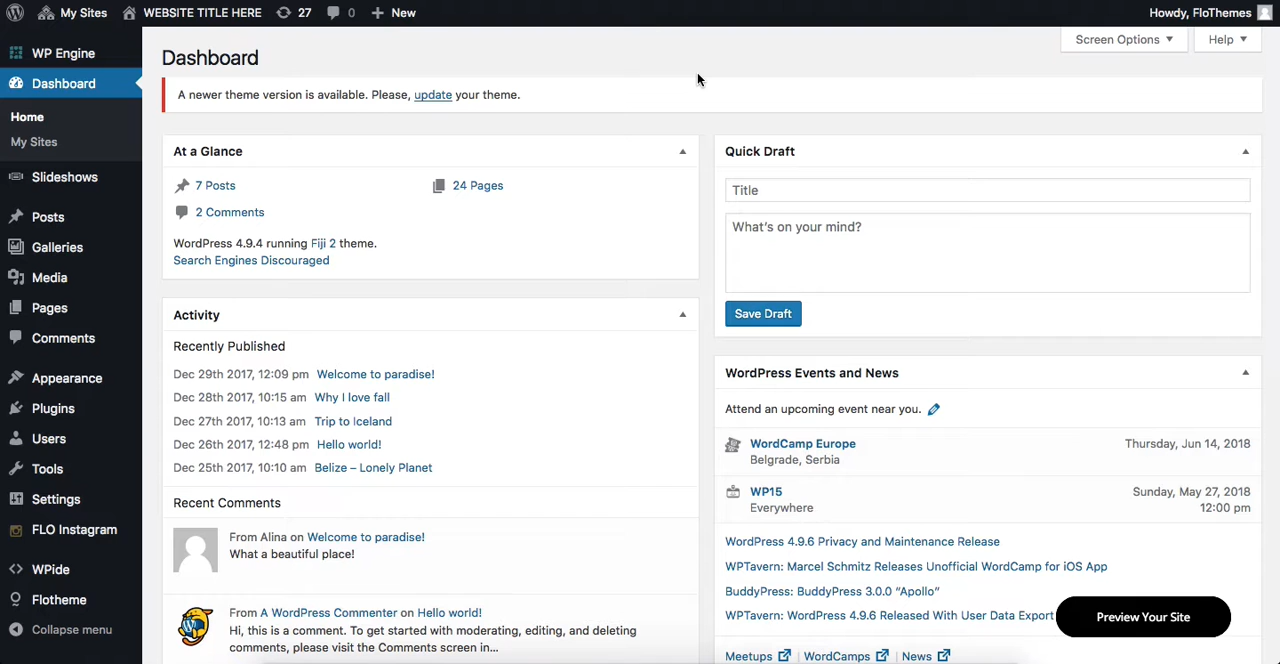 My Sites WEBSITE TITLE HERE 27 0 New Howdy, FloThemes
WP Engine
Dashboard
Home
My Sites
Slideshows
Posts
Galleries
Media
Pages
Comments
Appearance
Plugins
Users
Tools
Settings
FLO Instagram
WPide
Flotheme
Collapse menu
Screen Options Help
Dashboard
A newer theme version is available. Please, update your theme.
At a Glance
7 Posts 24 Pages
2 Comments
WordPress 4.9.4 running Fiji 2 theme.
Search Engines Discouraged
Activity
Recently Published
Dec 29th 2017, 12:09 pm Welcome to paradise!
Dec 28th 2017, 10:15 am Why I love fall
Dec 27th 2017, 10:13 am Trip to Iceland
Dec 26th 2017, 12:48 pm Hello world!
Dec 25th 2017, 10:10 am Belize – Lonely Planet
Recent Comments
From Alina on Welcome to paradise!
What a beautiful place!
From A WordPress Commenter on Hello world!
Hi, this is a comment. To get started with moderating, editing, and deleting
comments, please visit the Comments screen in...
Quick Draft
Title
What's on your mind?
Save Draft
WordPress Events and News
Attend an upcoming event near you.
WordCamp Europe Thursday, Jun 14, 2018
Belgrade, Serbia
WP15 Sunday, May 27, 2018
Everywhere 12:00 pm
WordPress 4.9.6 Privacy and Maintenance Release
WPTavern: Marcel Schmitz Releases Unofficial WordCamp for iOS App
BuddyPress: BuddyPress 3.0.0 “Apollo”
WPTavern: WordPress 4.9.6 Released With User Data Export
Preview Your Site
Meetups | WordCamps | News